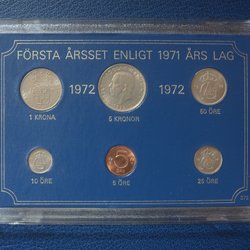 FÖRSTA ÅRSSET ENLIGT 1971 ÅRS LAG
1972 1972
1 KRONA 5 KRONOR 50 ÖRE
10 ÖRE 5 ÖRE 25 ÖRE